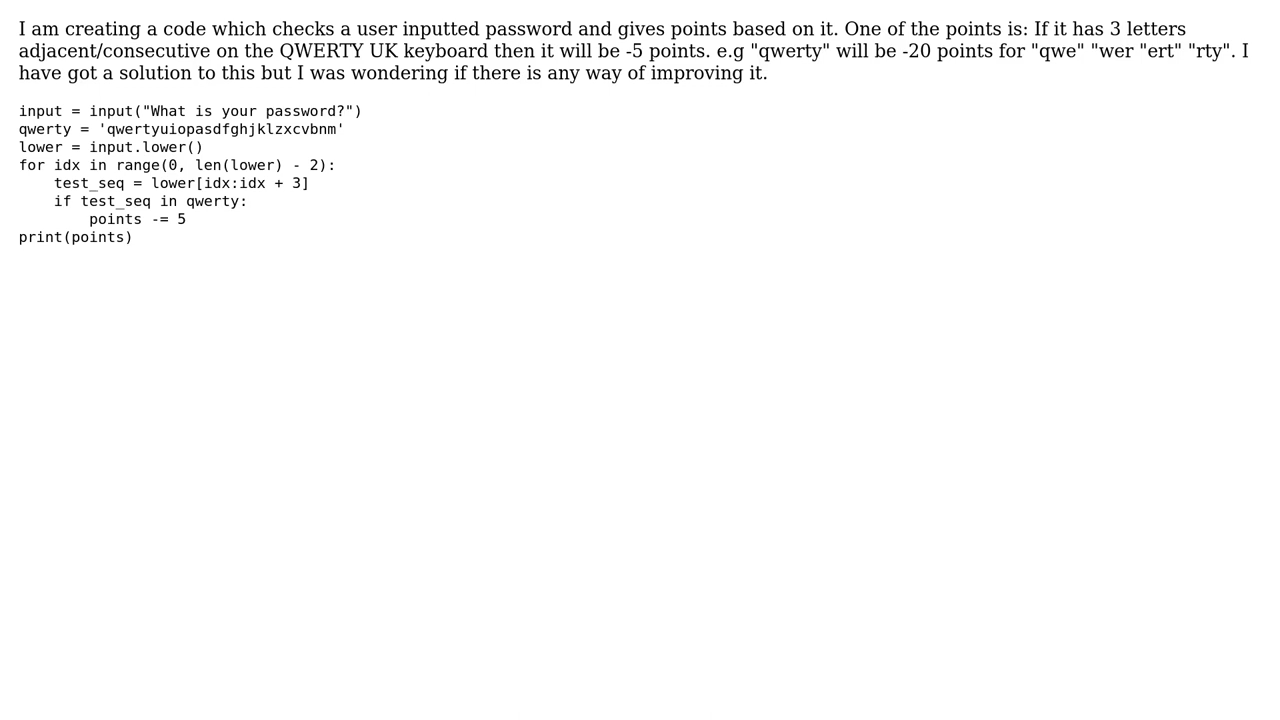 I am creating a code which checks a user inputted password and gives points based on it. One of the points is: If it has 3 letters
adjacent/consecutive on the QWERTY UK keyboard then it will be -5 points. e.g "qwerty" will be -20 points for "qwe" "wer "ert" "rty". I
have got a solution to this but I was wondering if there is any way of improving it.
input = input("What is your password?")
qwerty = 'qwertyuiopasdfghjklzxcvbnm'
lower = input.lower()
for idx in range(0, len(lower) - 2):
    test_seq = lower[idx:idx + 3]
    if test_seq in qwerty:
        points -= 5
print(points)